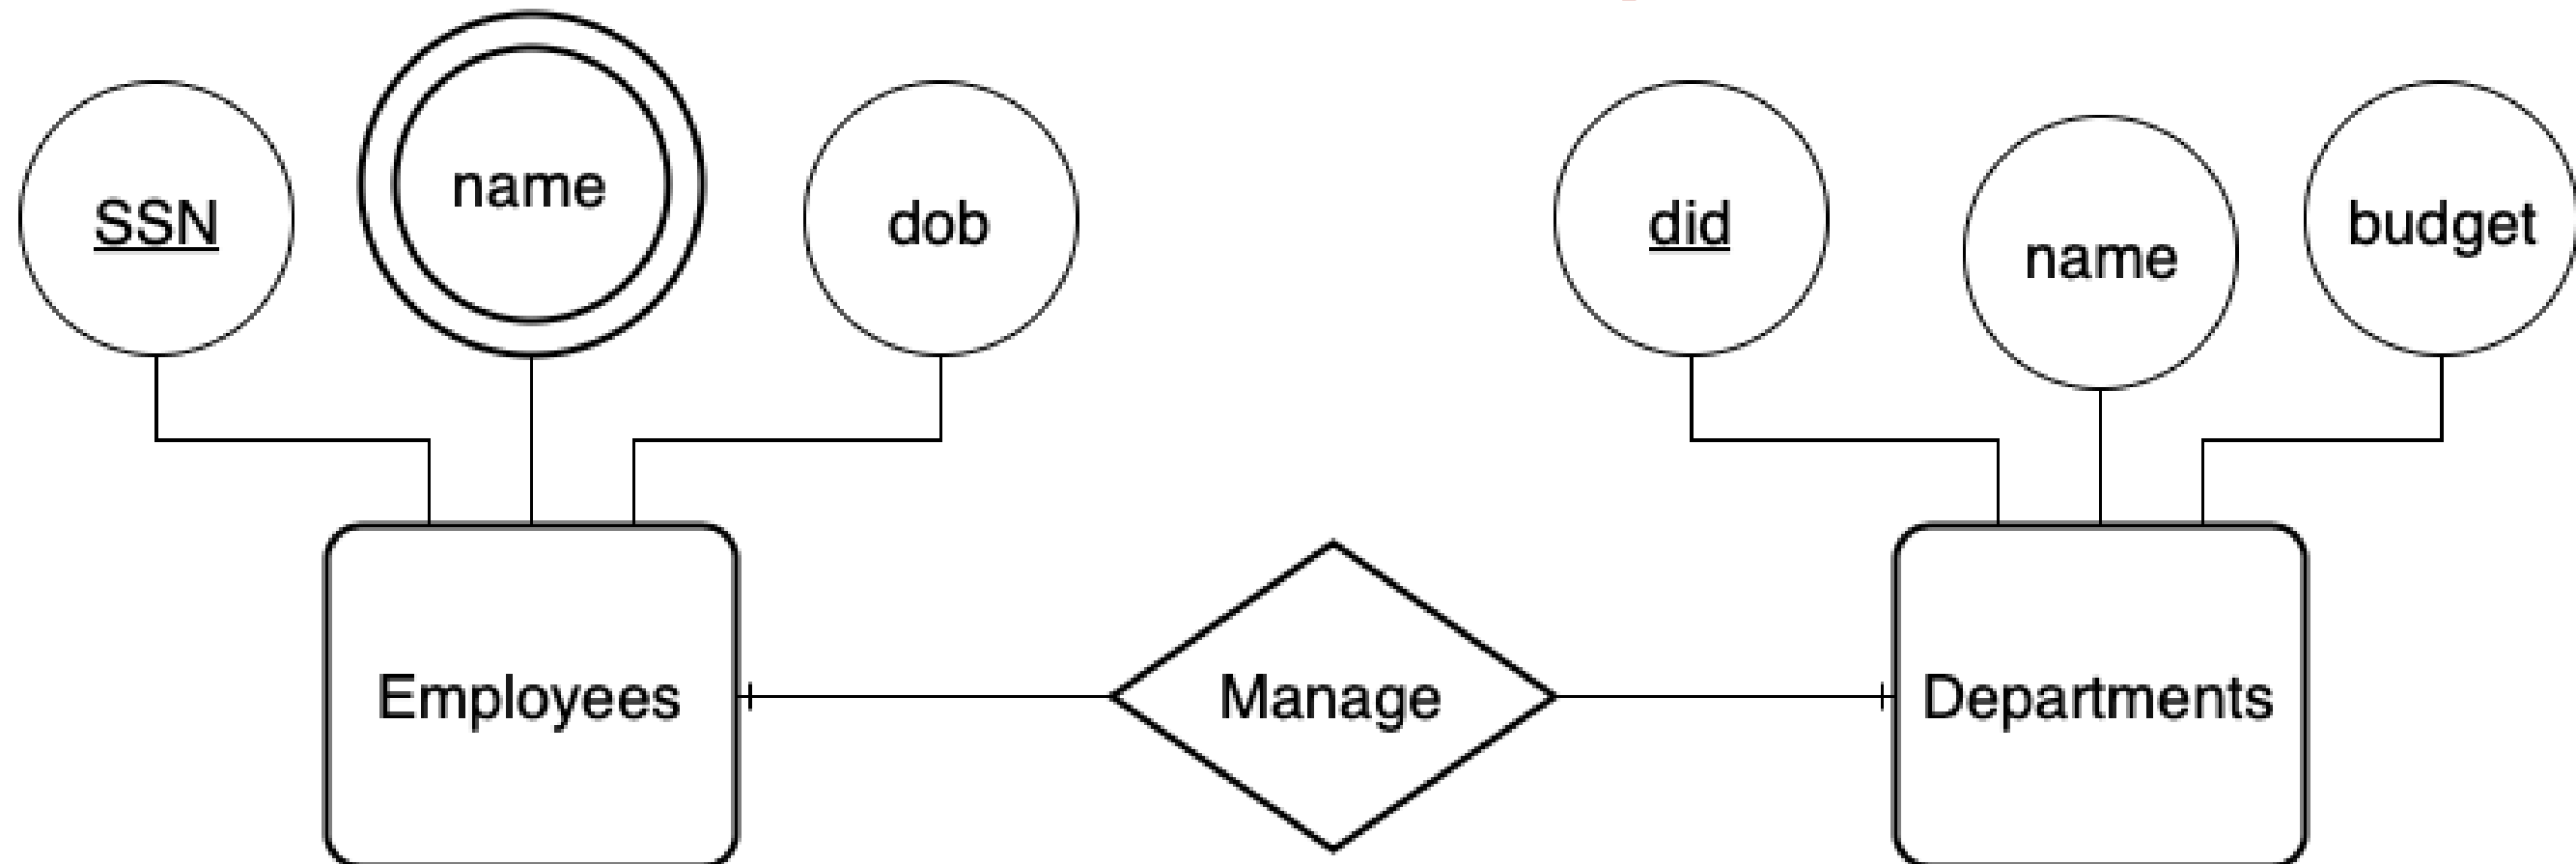 SSN
name
dob
did
name
budget
Employees
Manage
Departments